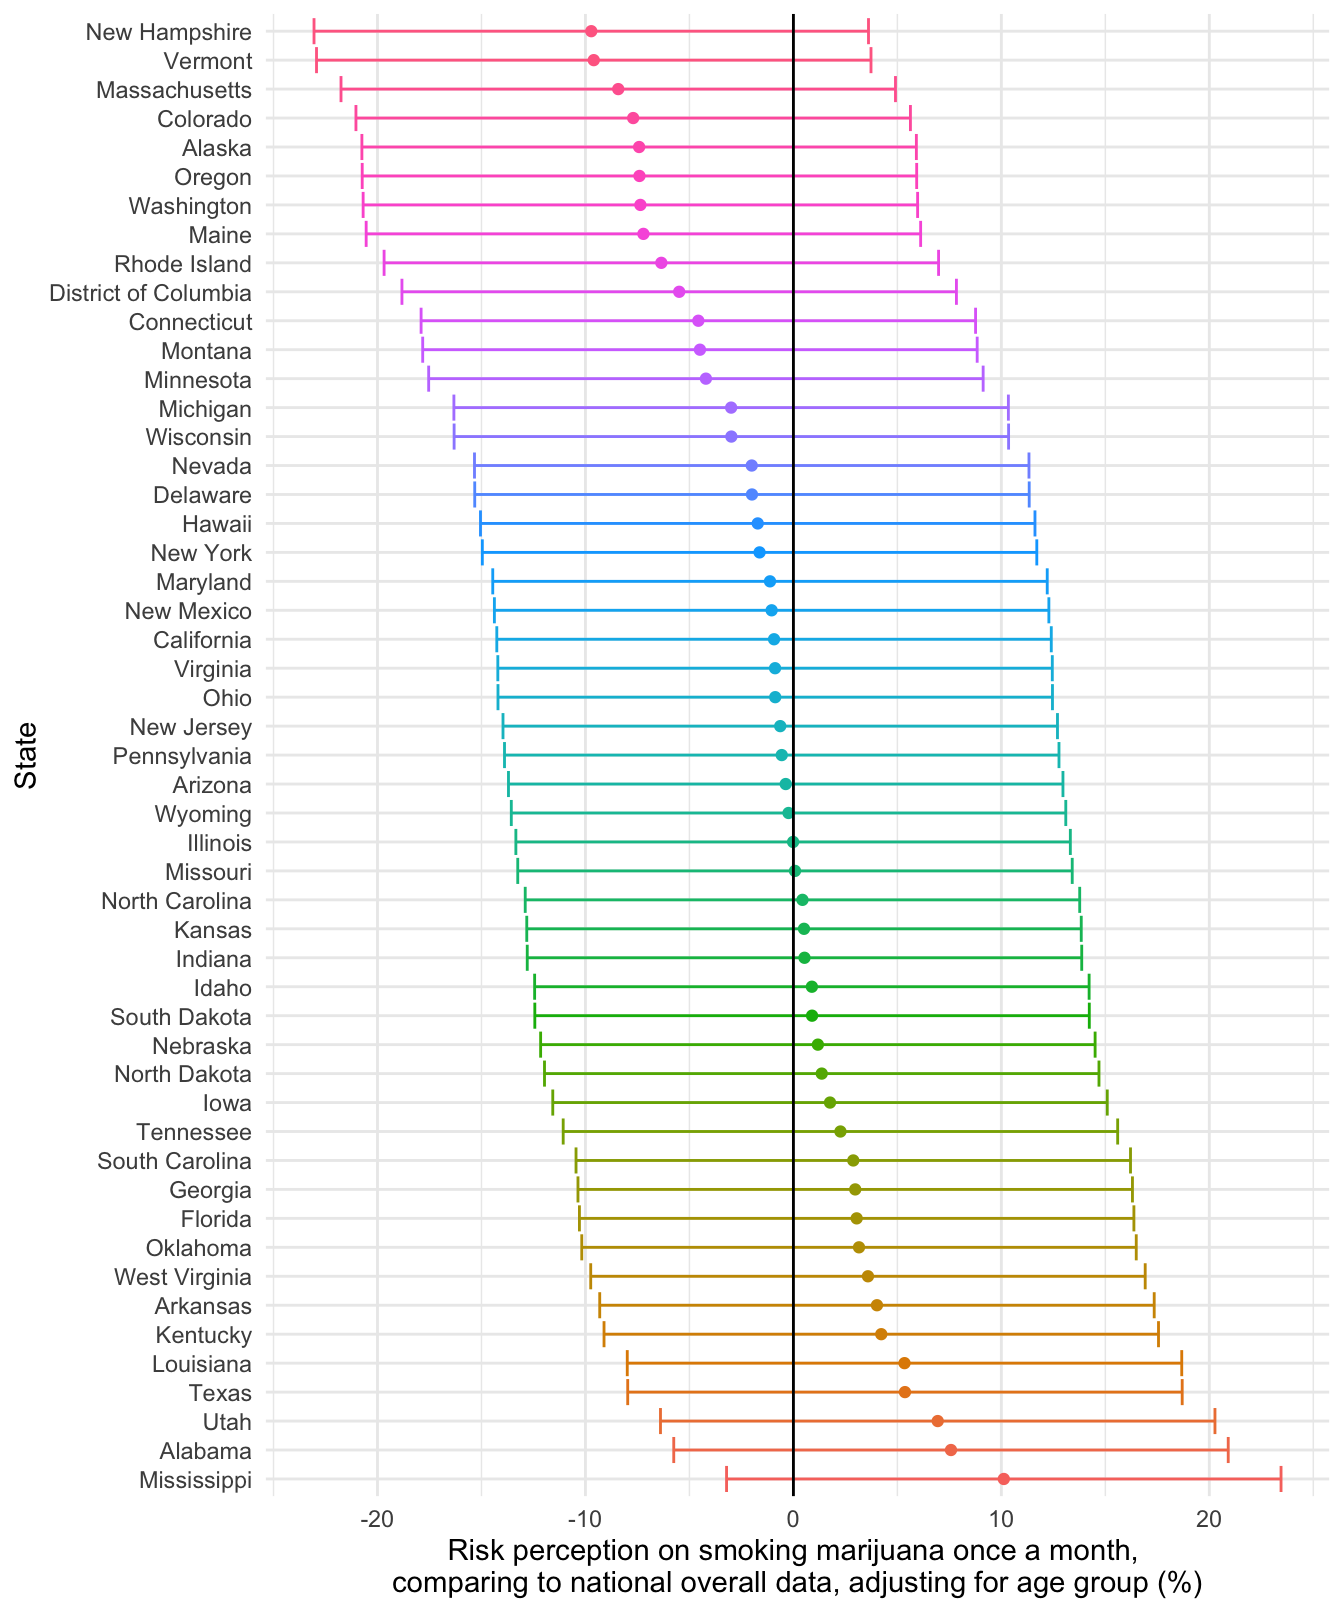 New Hampshire
Vermont
Massachusetts
Colorado
Alaska
Oregon
Washington
Maine
Rhode Island
District of Columbia
Connecticut
Montana
Minnesota
Michigan
Wisconsin
Nevada
Delaware
Hawaii
New York
Maryland
New Mexico
California
Virginia
Ohio
New Jersey
Pennsylvania
Arizona
Wyoming
Illinois
Missouri
North Carolina
Kansas
Indiana
Idaho
South Dakota
Nebraska
North Dakota
Iowa
Tennessee
South Carolina
Georgia
Florida
Oklahoma
West Virginia
Arkansas
Kentucky
Louisiana
Texas
Utah
Alabama
Mississippi
State
-20 -10 0 10 20
Risk perception on smoking marijuana once a month,
comparing to national overall data, adjusting for age group (%)